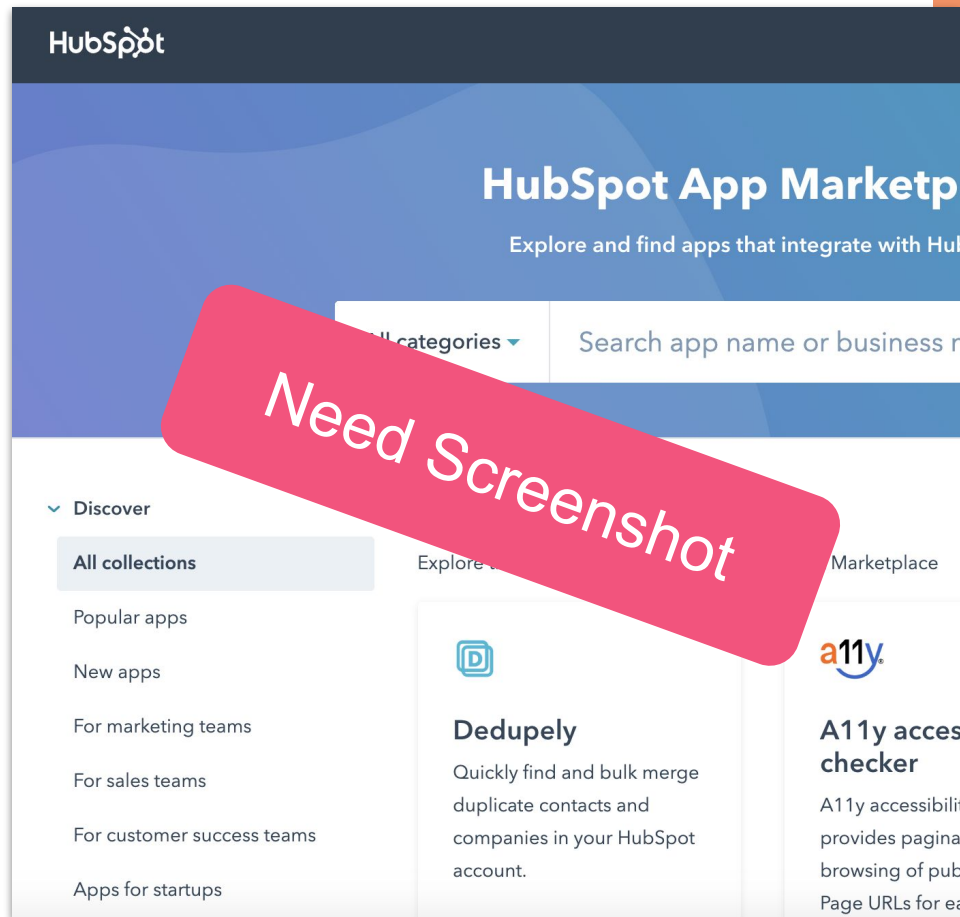 HubSpot
HubSpot App Marketp
Explore and find apps that integrate with Hub
categories
Search app name or business
Need Screenshot
Discover
All collections
Explore
Marketplace
Popular apps
New apps
For marketing teams
For sales teams
For customer success teams
Apps for startups
D
Dedupely
Quickly find and bulk merge
duplicate contacts and
companies in your HubSpot
account.
a11y
A11y acces
checker
A11y accessibilit
provides pagina
browsing of pub
Page URLs for ea